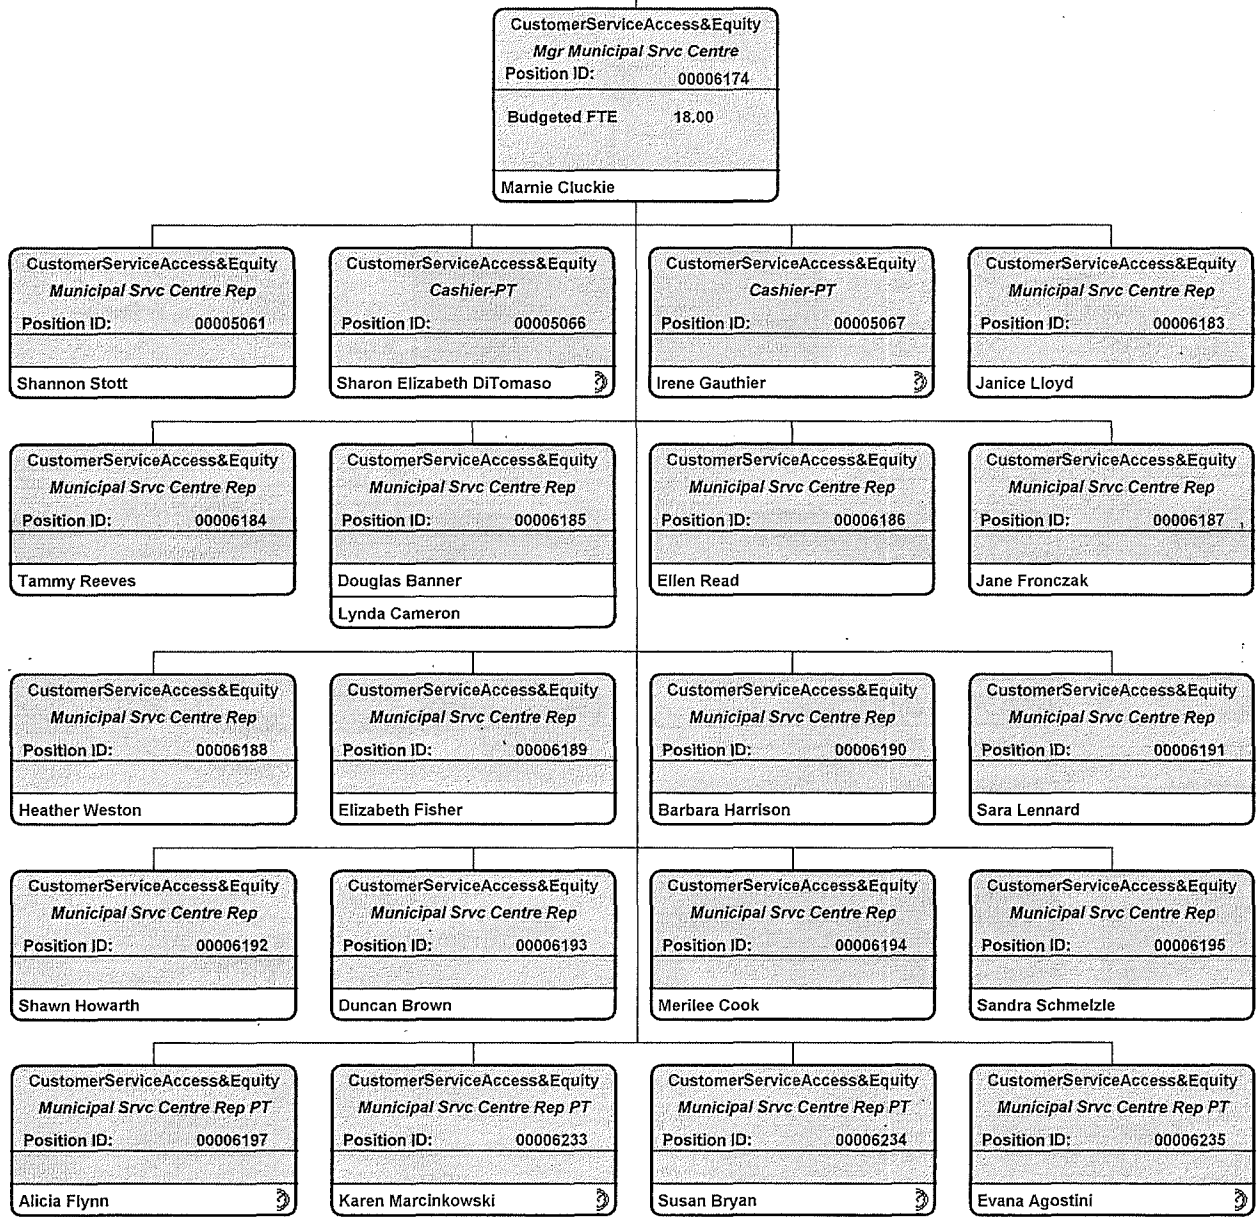 CustomerServiceAccess&Equity
Mgr Municipal Srvc Centre
Position ID: 00006174
Budgeted FTE 18.00
Marnie Cluckie
CustomerServiceAccess&Equity
Municipal Srvc Centre Rep
Position ID: 00005061
Shannon Stott
CustomerServiceAccess&Equity
Cashier-PT
Position ID: 00005066
Sharon Elizabeth DiTomaso
CustomerServiceAccess&Equity
Cashier-PT
Position ID: 00005067
Irene Gauthier
CustomerServiceAccess&Equity
Municipal Srvc Centre Rep
Position ID: 00006183
Janice Lloyd
CustomerServiceAccess&Equity
Municipal Srvc Centre Rep
Position ID: 00006184
Tammy Reeves
CustomerServiceAccess&Equity
Municipal Srvc Centre Rep
Position ID: 00006185
Douglas Banner
Lynda Cameron
CustomerServiceAccess&Equity
Municipal Srvc Centre Rep
Position ID: 00006186
Ellen Read
CustomerServiceAccess&Equity
Municipal Srvc Centre Rep
Position ID: 00006187
Jane Fronczak
CustomerServiceAccess&Equity
Municipal Srvc Centre Rep
Position ID: 00006188
Heather Weston
CustomerServiceAccess&Equity
Municipal Srvc Centre Rep
Position ID: 00006189
Elizabeth Fisher
CustomerServiceAccess&Equity
Municipal Srvc Centre Rep
Position ID: 00006190
Barbara Harrison
CustomerServiceAccess&Equity
Municipal Srvc Centre Rep
Position ID: 00006191
Sara Lennard
CustomerServiceAccess&Equity
Municipal Srvc Centre Rep
Position ID: 00006192
Shawn Howarth
CustomerServiceAccess&Equity
Municipal Srvc Centre Rep
Position ID: 00006193
Duncan Brown
CustomerServiceAccess&Equity
Municipal Srvc Centre Rep
Position ID: 00006194
Merilee Cook
CustomerServiceAccess&Equity
Municipal Srvc Centre Rep
Position ID: 00006195
Sandra Schmelzle
CustomerServiceAccess&Equity
Municipal Srvc Centre Rep PT
Position ID: 00006197
Alicia Flynn
CustomerServiceAccess&Equity
Municipal Srvc Centre Rep PT
Position ID: 00006233
Karen Marcinkowski
CustomerServiceAccess&Equity
Municipal Srvc Centre Rep PT
Position ID: 00006234
Susan Bryan
CustomerServiceAccess&Equity
Municipal Srvc Centre Rep PT
Position ID: 00006235
Evana Agostini